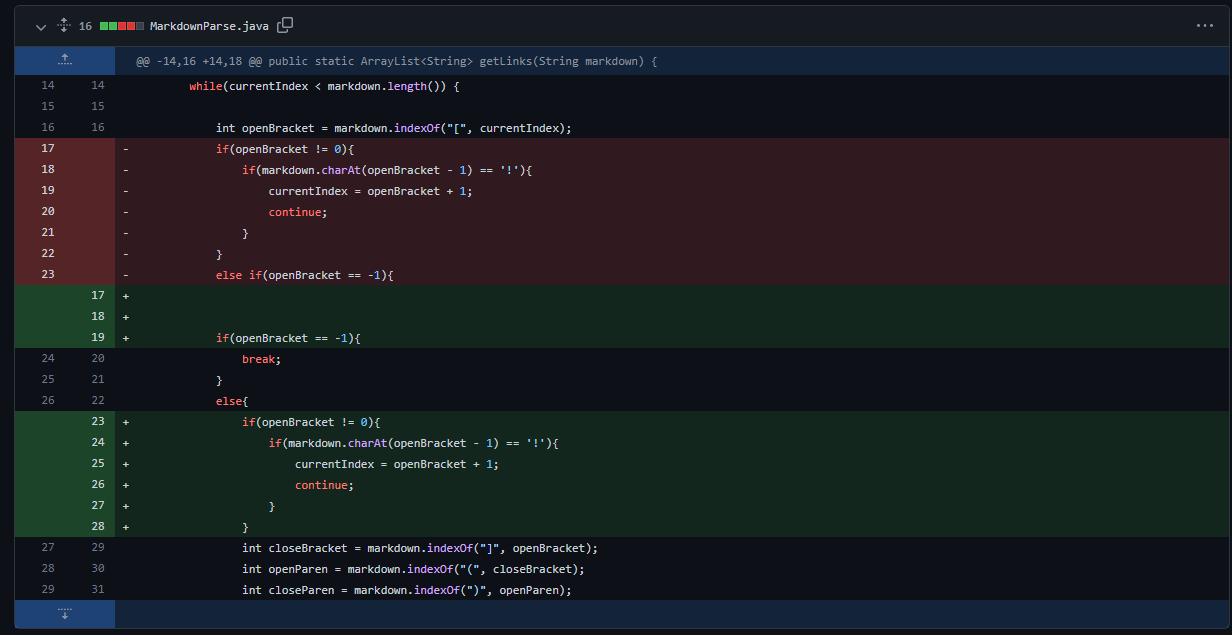 16 MarkdownParse.java
@@ -14,16 +14,18 @@ public static ArrayList<String> getLinks(String markdown) {
14 14 while(currentIndex < markdown.length()) {
15 15
16 16 int openBracket = markdown.indexOf("[", currentIndex);
17 - if(openBracket != 0){
18 - if(markdown.charAt(openBracket - 1) == '!'){
19 - currentIndex = openBracket + 1;
20 - continue;
21 - }
22 - }
23 - else if(openBracket == -1){
17 +
18 +
19 + if(openBracket == -1){
24 20 break;
25 21 }
26 22 else{
23 + if(openBracket != 0){
24 + if(markdown.charAt(openBracket - 1) == '!'){
25 + currentIndex = openBracket + 1;
26 + continue;
27 + }
28 + }
27 29 int closeBracket = markdown.indexOf("]", openBracket);
28 30 int openParen = markdown.indexOf("(", closeBracket);
29 31 int closeParen = markdown.indexOf(")", openParen);